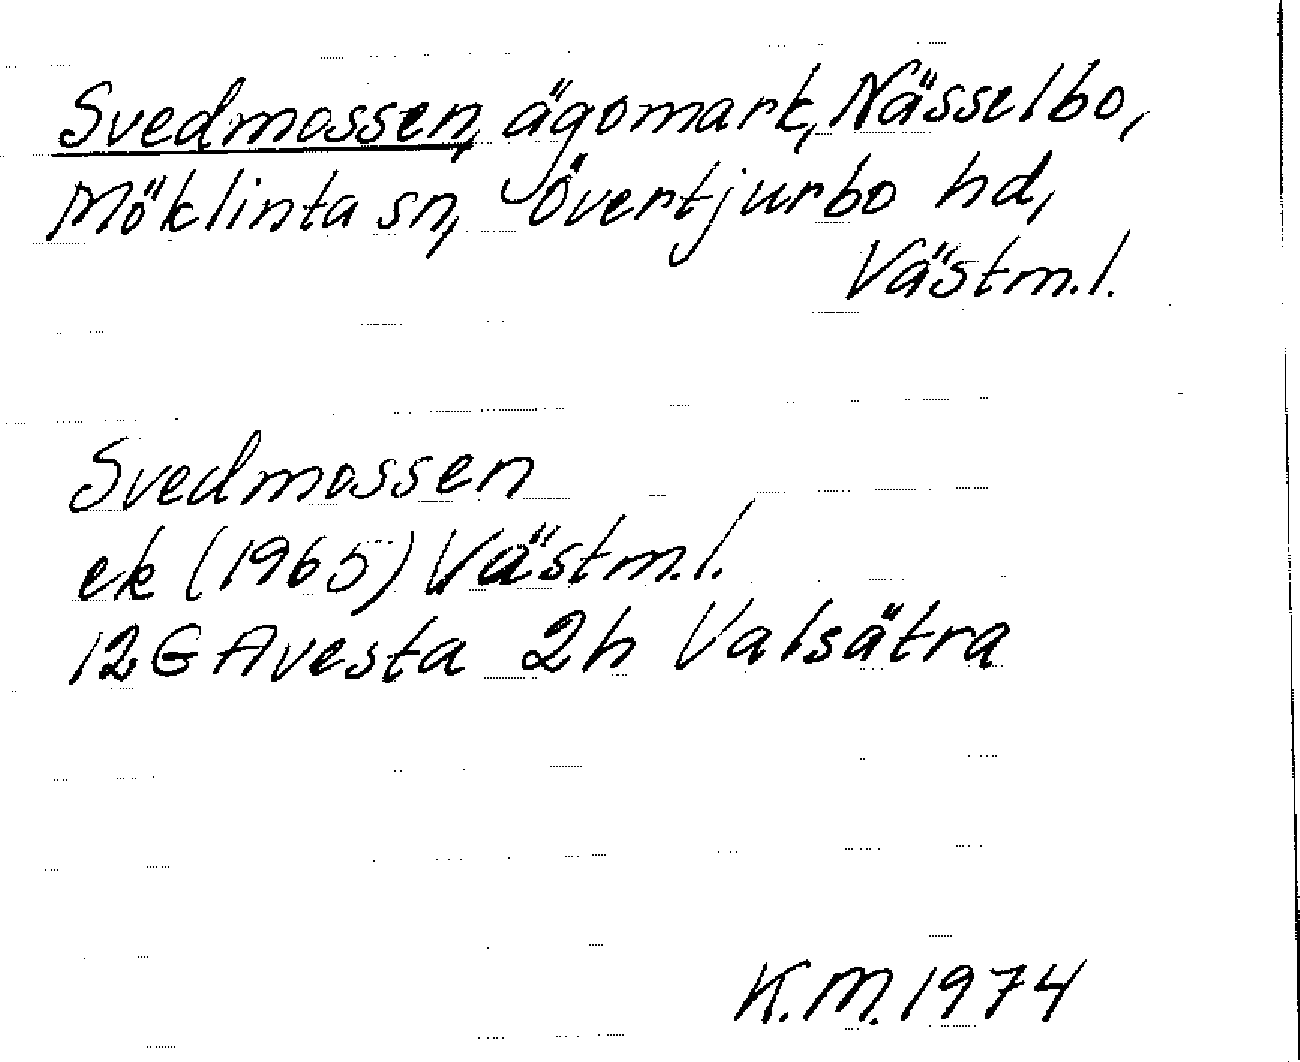 Svedmossen, ägomark, Nässelbo,
Möklinta sn, Övertjurbo hd,
Västm.l.
Svedmossen
ek (1965) Västm.l.
12G Avesta 2h Valsätra
K.M. 1974